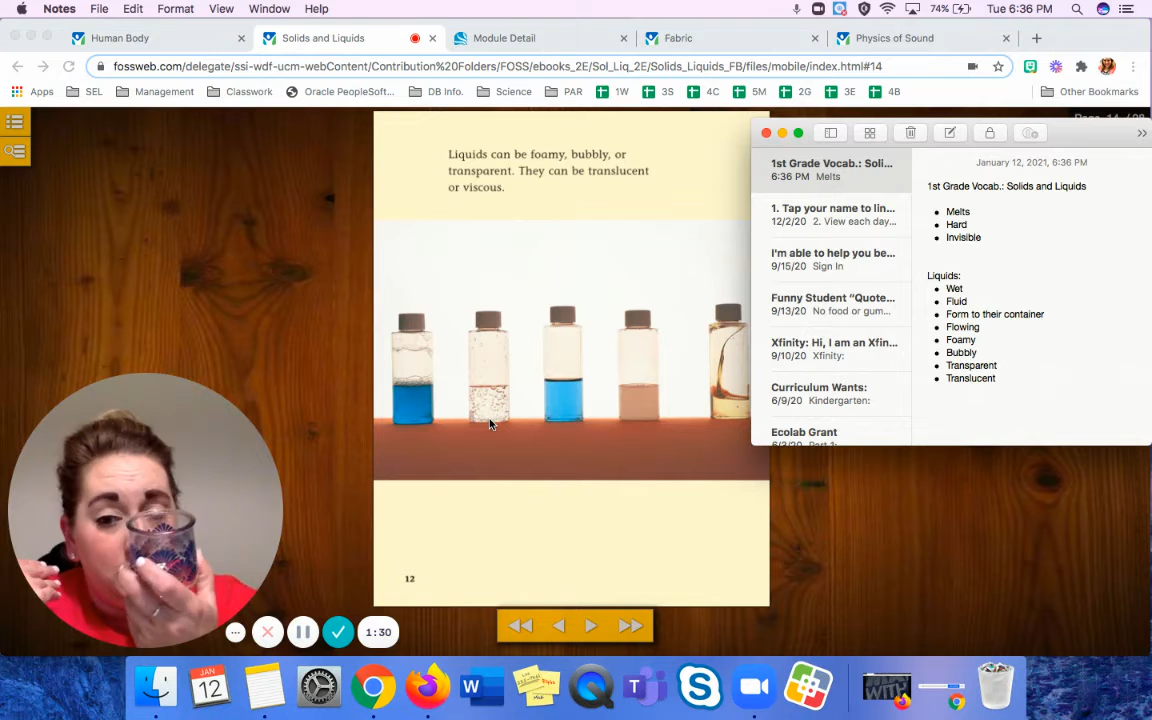 Notes File Edit Format View Window Help 74% Tue 6:36 PM
Human Body Solids and Liquids Module Detail Fabric Physics of Sound
fossweb.com/delegate/ssi-wdf-ucm-webContent/Contribution%20Folders/FOSS/ebooks_2E/Sol_Liq_2E/Solids_Liquids_FB/files/mobile/index.html#14
Apps SEL Management Classwork Oracle PeopleSoft... DB Info. Science PAR 1W 3S 4C 5M 2G 3E 4B Other Bookmarks
Liquids can be foamy, bubbly, or
transparent. They can be translucent
or viscous.
12
1st Grade Vocab.: Soli...
6:36 PM Melts
1. Tap your name to lin...
12/2/20 2. View each day...
I'm able to help you be...
9/15/20 Sign In
Funny Student “Quote...
9/13/20 No food or gum...
Xfinity: Hi, I am an Xfin...
9/10/20 Xfinity:
Curriculum Wants:
6/9/20 Kindergarten:
Ecolab Grant
January 12, 2021, 6:36 PM
1st Grade Vocab.: Solids and Liquids
• Melts
• Hard
• Invisible
Liquids:
• Wet
• Fluid
• Form to their container
• Flowing
• Foamy
• Bubbly
• Transparent
• Translucent
1:30
JAN
12